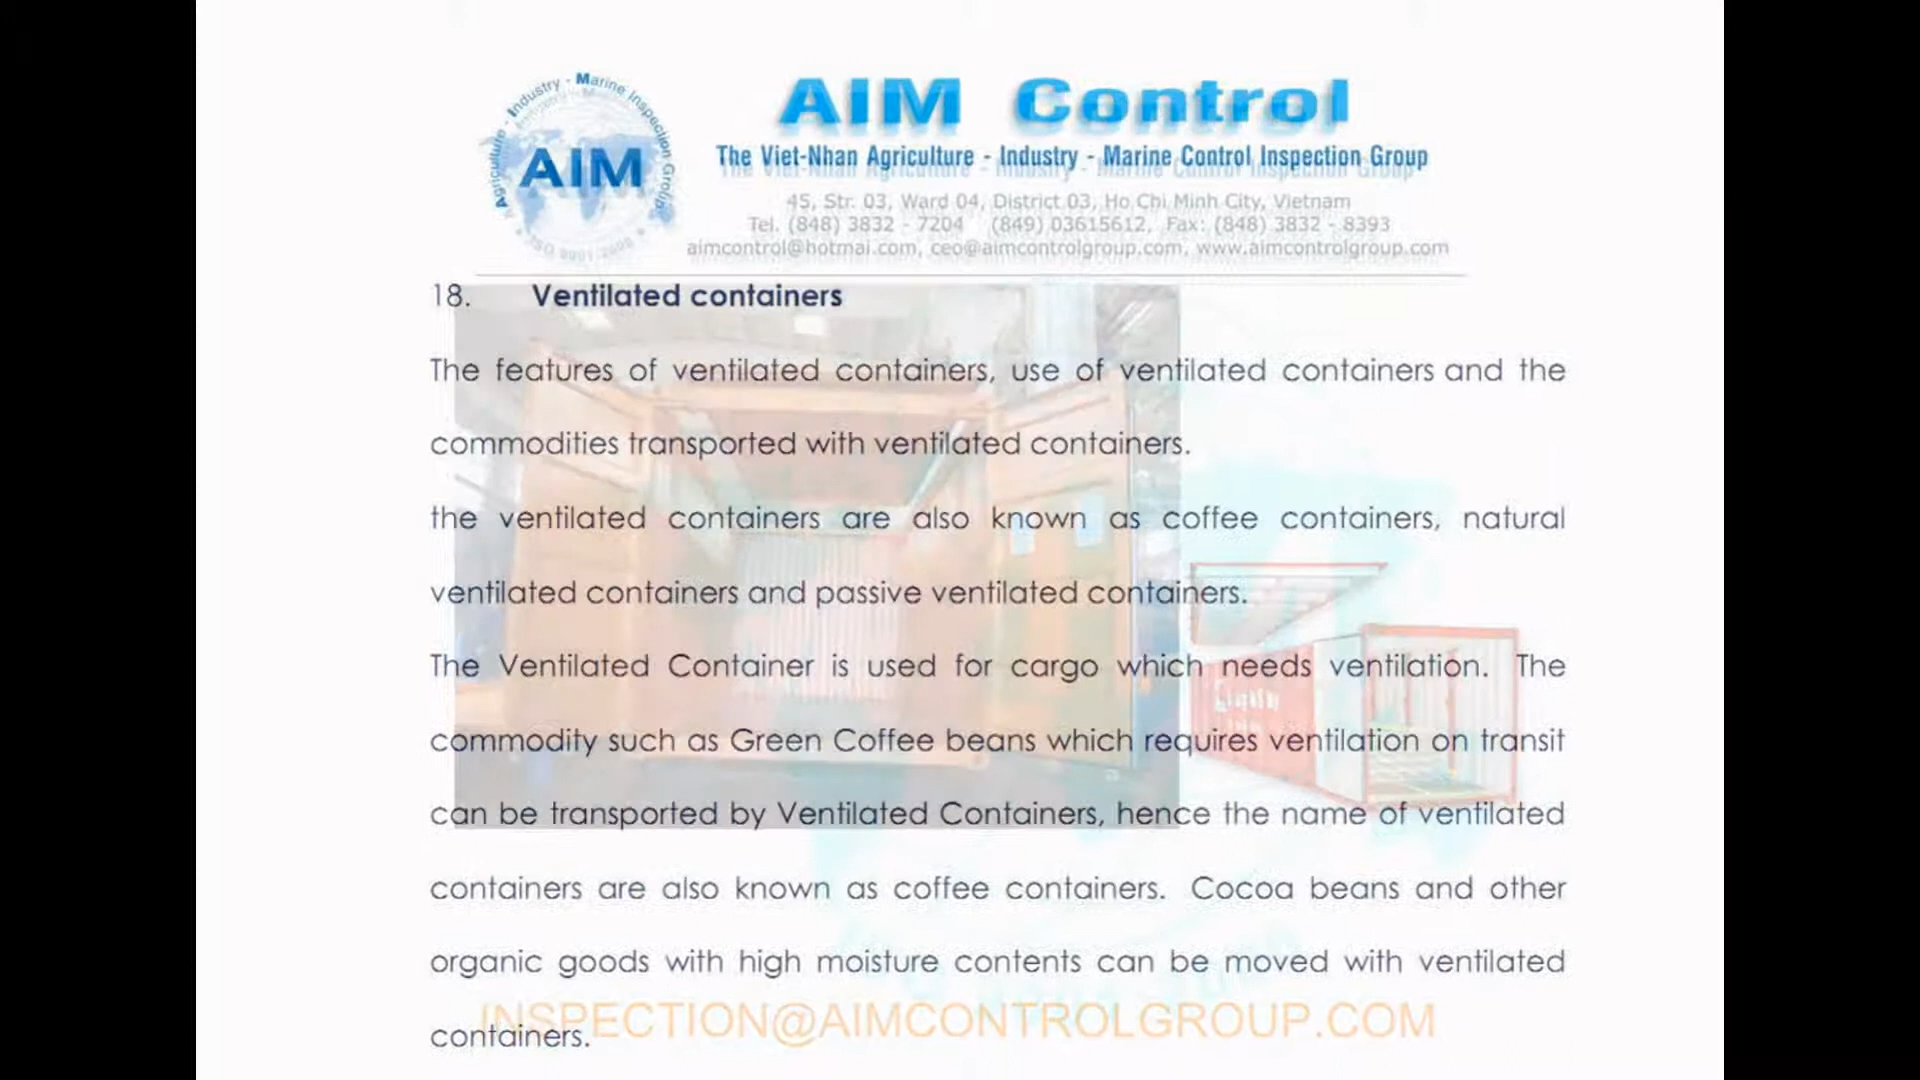 Agriculture - Industry - Marine Inspection Group
AIM
AIM Control
The Viet-Nhan Agriculture - Industry - Marine Control Inspection Group
45, Str. 03, Ward 04, District 03, Ho Chi Minh City, Vietnam
Tel. (848) 3832 - 7204 (849) 03615612, Fax: (848) 3832 - 8393
aimcontrol@hotmai.com, ceo@aimcontrolgroup.com, www.aimcontrolgroup.com
18. Ventilated containers
The features of ventilated containers, use of ventilated containers and the
commodities transported with ventilated containers.
the ventilated containers are also known as coffee containers, natural
ventilated containers and passive ventilated containers.
The Ventilated Container is used for cargo which needs ventilation. The
commodity such as Green Coffee beans which requires ventilation on transit
can be transported by Ventilated Containers, hence the name of ventilated
containers are also known as coffee containers. Cocoa beans and other
organic goods with high moisture contents can be moved with ventilated
containers.
INSPECTION@AIMCONTROLGROUP.COM